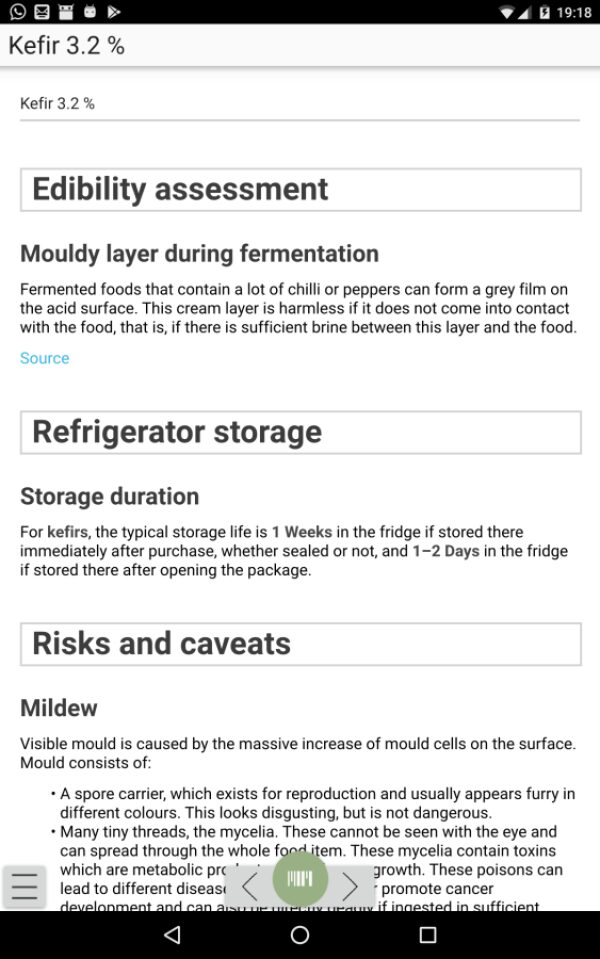 19:18
Kefir 3.2 %
Kefir 3.2 %
Edibility assessment
Mouldy layer during fermentation
Fermented foods that contain a lot of chilli or peppers can form a grey film on
the acid surface. This cream layer is harmless if it does not come into contact
with the food, that is, if there is sufficient brine between this layer and the food.
Source
Refrigerator storage
Storage duration
For kefirs, the typical storage life is 1 Weeks in the fridge if stored there
immediately after purchase, whether sealed or not, and 1–2 Days in the fridge
if stored there after opening the package.
Risks and caveats
Mildew
Visible mould is caused by the massive increase of mould cells on the surface.
Mould consists of:
• A spore carrier, which exists for reproduction and usually appears furry in
different colours. This looks disgusting, but is not dangerous.
• Many tiny threads, the mycelia. These cannot be seen with the eye and
can spread through the whole food item. These mycelia contain toxins
which are metabolic growth. These poisons can
lead to different promote cancer
development and can also be directly deadly if ingested in sufficient